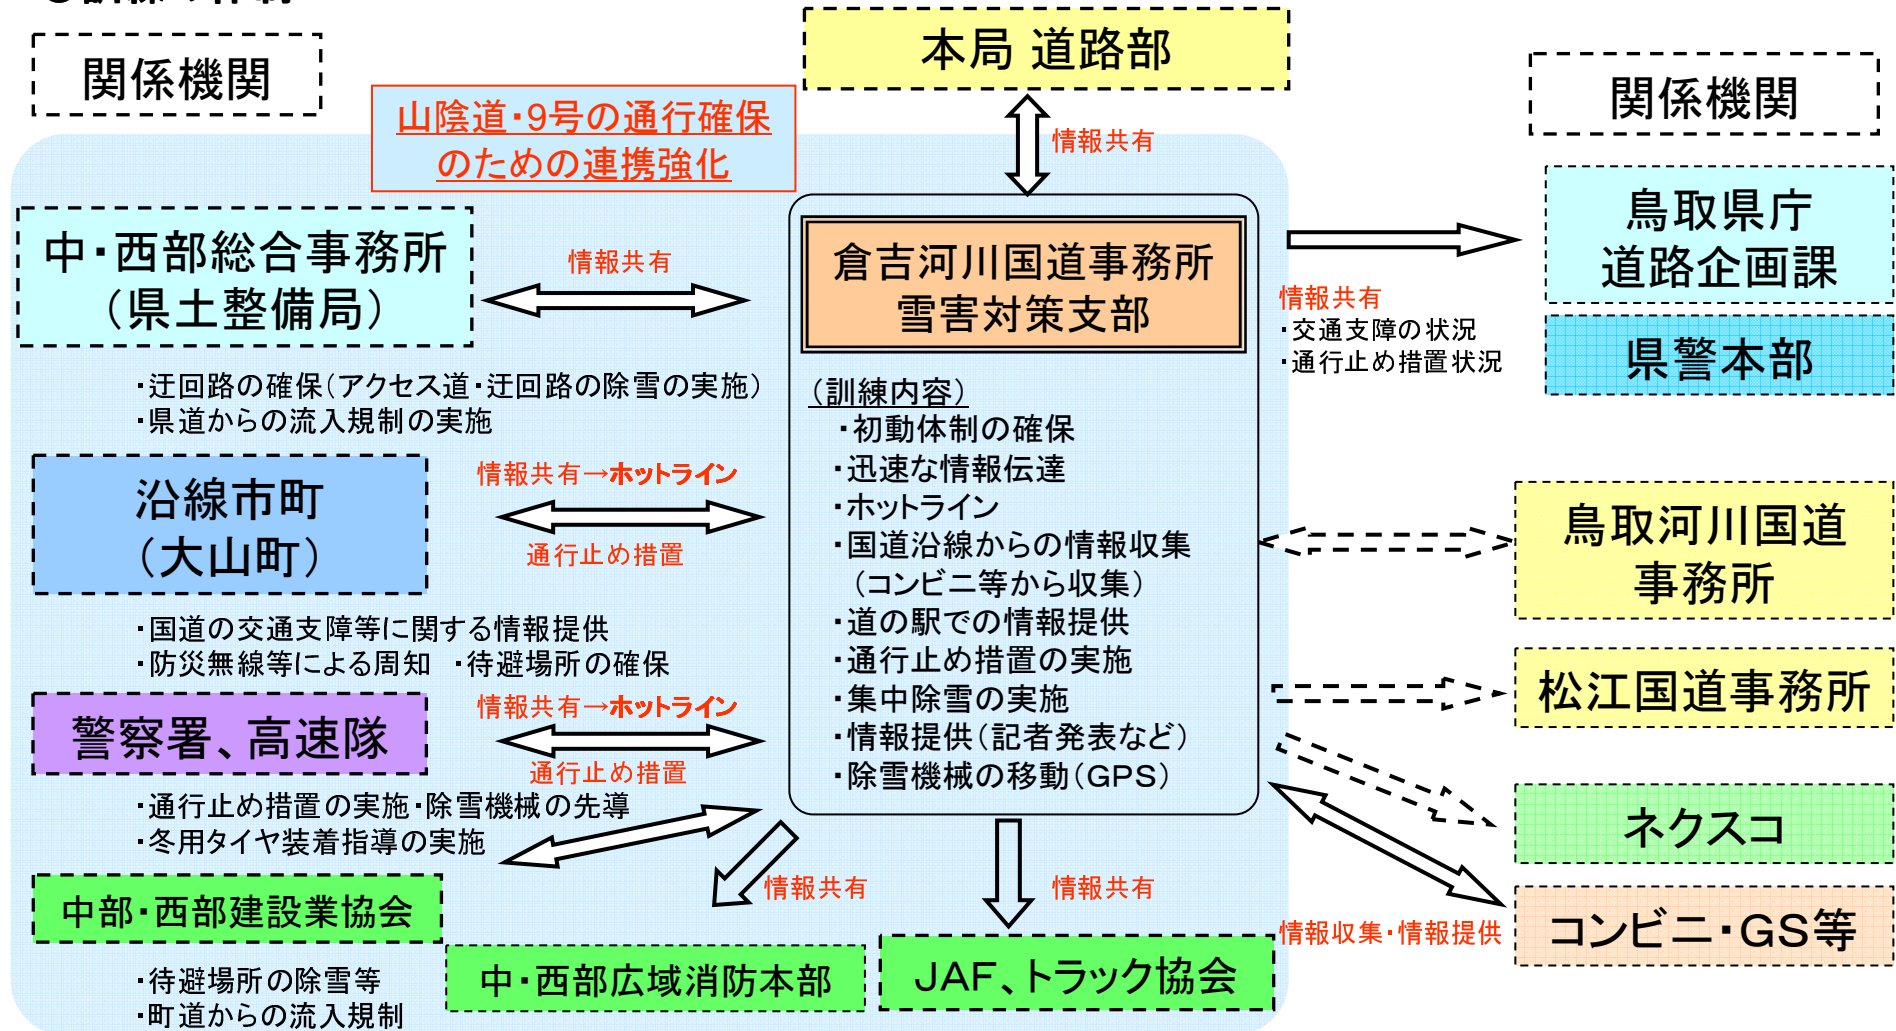 関係機関
本局 道路部
関係機関
山陰道・9号の通行確保
のための連携強化
情報共有
中・西部総合事務所
（県土整備局）
情報共有
倉吉河川国道事務所
雪害対策支部
鳥取県庁
道路企画課
情報共有
・交通支障の状況
・通行止め措置状況
県警本部
・迂回路の確保（アクセス道・迂回路の除雪の実施）
・県道からの流入規制の実施
（訓練内容）
・初動体制の確保
・迅速な情報伝達
・ホットライン
・国道沿線からの情報収集
（コンビニ等から収集）
・道の駅での情報提供
・通行止め措置の実施
・集中除雪の実施
・情報提供（記者発表など）
・除雪機械の移動（GPS）
沿線市町
（大山町）
情報共有→ホットライン
通行止め措置
・国道の交通支障等に関する情報提供
・防災無線等による周知　・待避場所の確保
鳥取河川国道
事務所
松江国道事務所
警察署、高速隊
情報共有→ホットライン
通行止め措置
・通行止め措置の実施・除雪機械の先導
・冬用タイヤ装着指導の実施
ネクスコ
中部・西部建設業協会
情報共有
情報共有
情報収集・情報提供
コンビニ・GS等
・待避場所の除雪等
・町道からの流入規制
中・西部広域消防本部
JAF、トラック協会